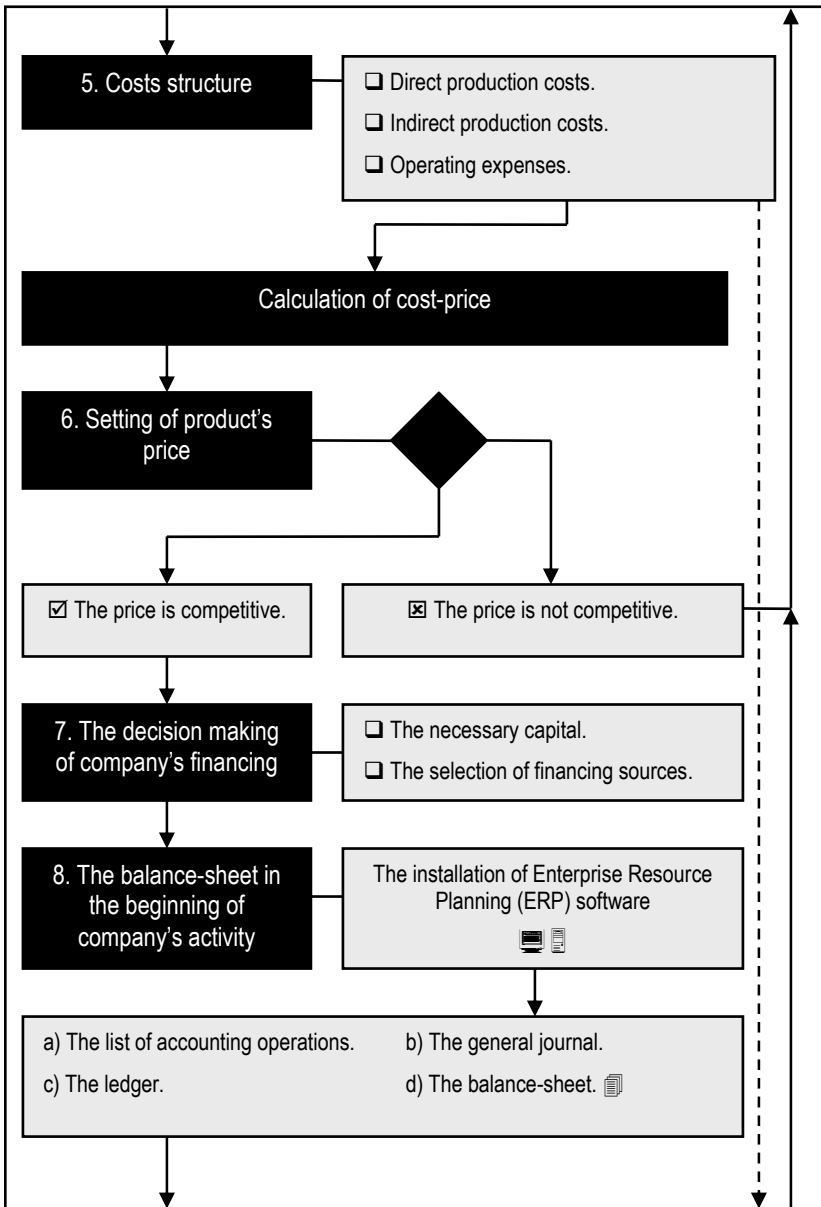 5. Costs structure
❑ Direct production costs.
❑ Indirect production costs.
❑ Operating expenses.
Calculation of cost-price
6. Setting of product's
price
☑ The price is competitive.
☒ The price is not competitive.
7. The decision making
of company's financing
❑ The necessary capital.
❑ The selection of financing sources.
8. The balance-sheet in
the beginning of
company's activity
The installation of Enterprise Resource
Planning (ERP) software
a) The list of accounting operations. b) The general journal.
c) The ledger. d) The balance-sheet.